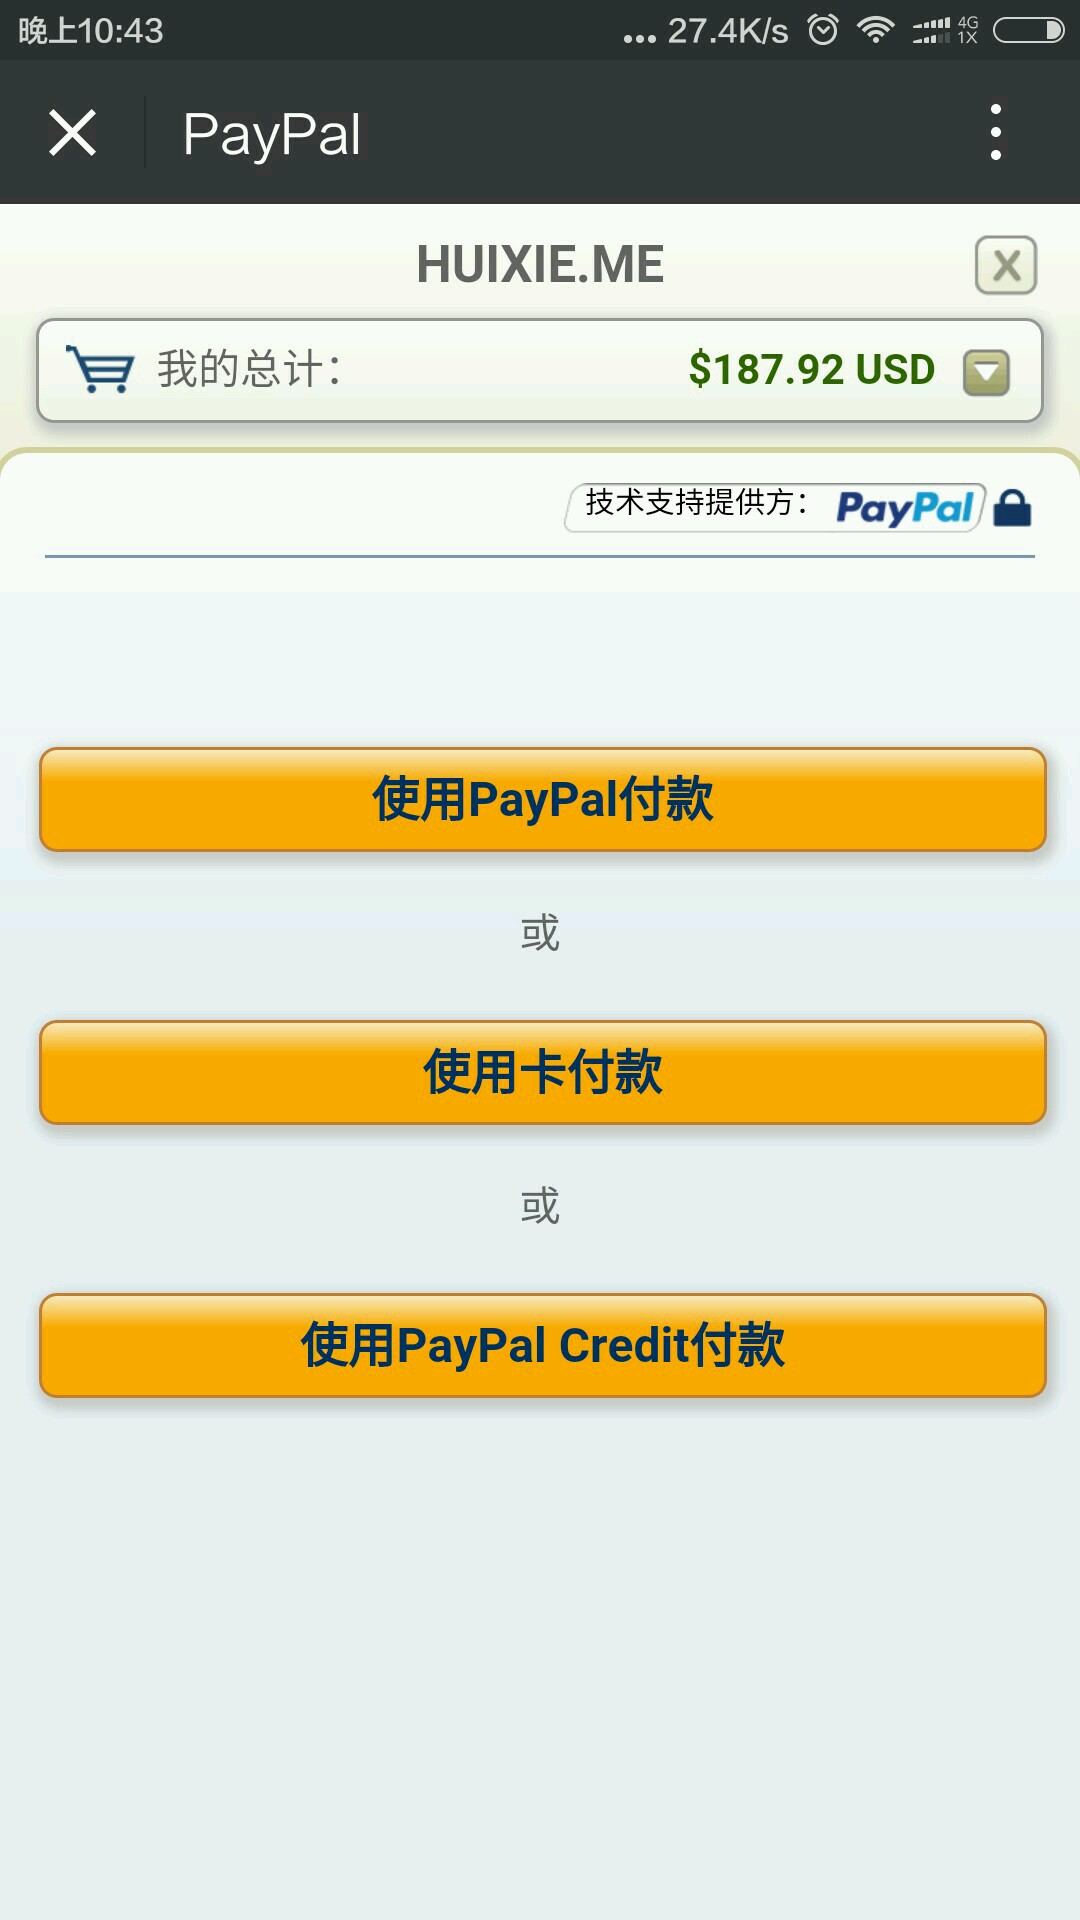 晚上10:43
... 27.4K/s 4G 1X
PayPal
HUIXIE.ME
X
我的总计：
$187.92 USD
技术支持提供方： PayPal
使用PayPal付款
或
使用卡付款
或
使用PayPal Credit付款